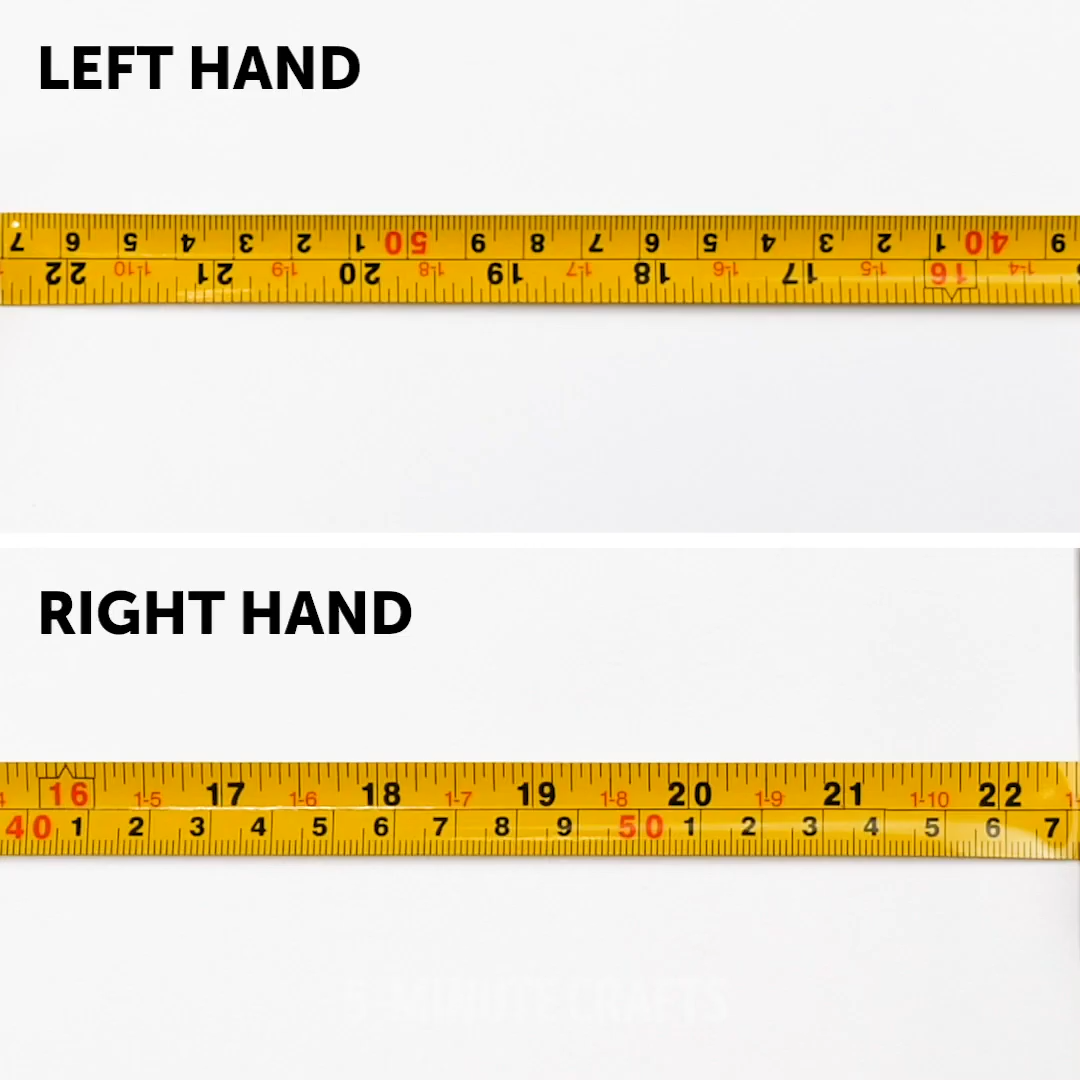 LEFT HAND
1-4 16 1-5 17 1-6 18 1-7 19 1-8 20 1-9 21 1-10 22
9 40 1 2 3 4 5 6 7 8 9 50 1 2 3 4 5 6 7
RIGHT HAND
16 1-5 17 1-6 18 1-7 19 1-8 20 1-9 21 1-10 22
40 1 2 3 4 5 6 7 8 9 50 1 2 3 4 5 6 7
5-MINUTE CRAFTS